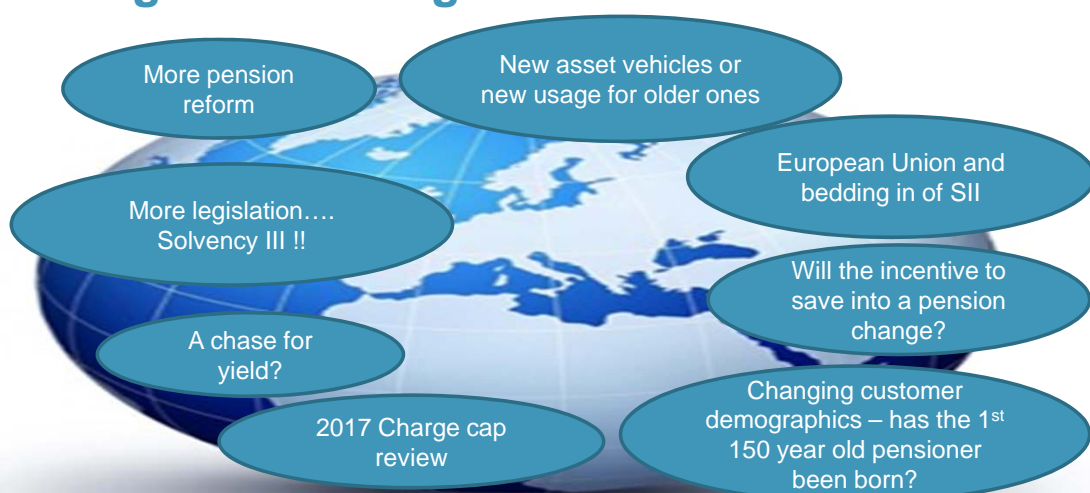 More pension
reform
New asset vehicles or
new usage for older ones
European Union and
bedding in of SII
More legislation….
Solvency III !!
Will the incentive to
save into a pension
change?
A chase for
yield?
Changing customer
demographics – has the 1st
150 year old pensioner
been born?
2017 Charge cap
review